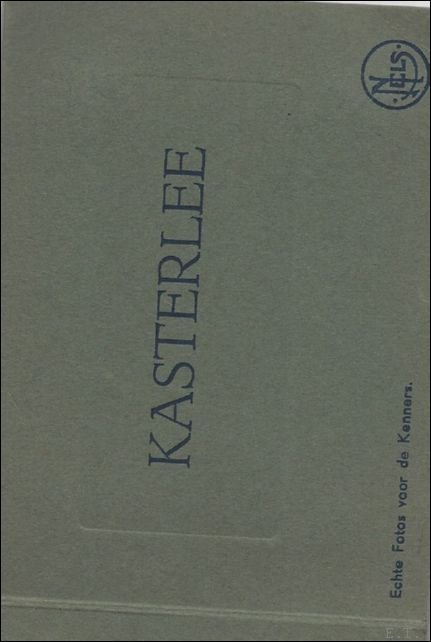 NELS
KASTERLEE
Echte Fotos voor de Kenners.